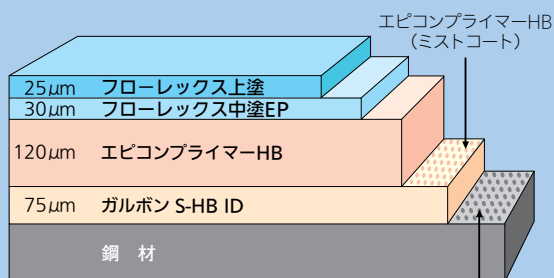 エピコンプライマーHB
（ミストコート）
25μm フローレックス上塗
30μm フローレックス中塗EP
120μm エピコンプライマーHB
75μm ガルボン S-HB ID
鋼 材